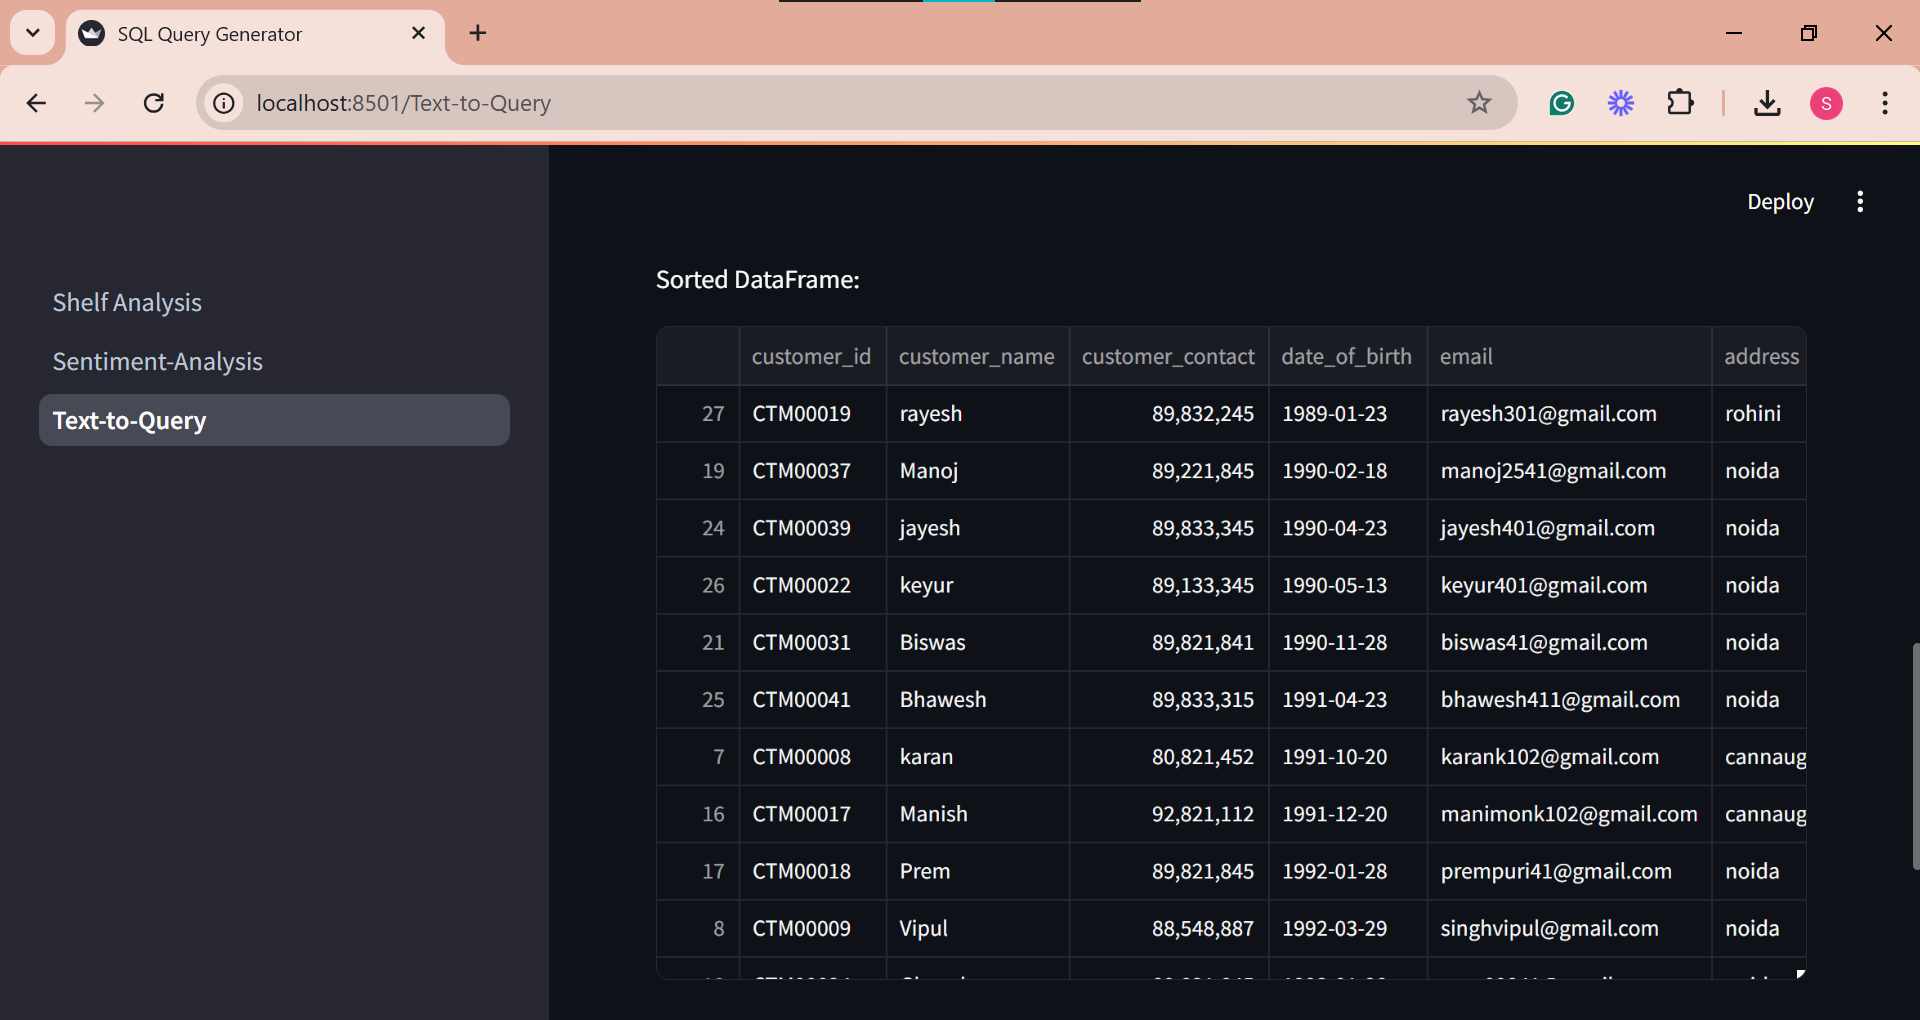 SQL Query Generator
localhost:8501/Text-to-Query
S
Deploy
Shelf Analysis
Sentiment-Analysis
Text-to-Query
Sorted DataFrame:
customer_id customer_name customer_contact date_of_birth email address
27 CTM00019 rayesh 89,832,245 1989-01-23 rayesh301@gmail.com rohini
19 CTM00037 Manoj 89,221,845 1990-02-18 manoj2541@gmail.com noida
24 CTM00039 jayesh 89,833,345 1990-04-23 jayesh401@gmail.com noida
26 CTM00022 keyur 89,133,345 1990-05-13 keyur401@gmail.com noida
21 CTM00031 Biswas 89,821,841 1990-11-28 biswas41@gmail.com noida
25 CTM00041 Bhawesh 89,833,315 1991-04-23 bhawesh411@gmail.com noida
7 CTM00008 karan 80,821,452 1991-10-20 karank102@gmail.com cannaug
16 CTM00017 Manish 92,821,112 1991-12-20 manimonk102@gmail.com cannaug
17 CTM00018 Prem 89,821,845 1992-01-28 prempuri41@gmail.com noida
8 CTM00009 Vipul 88,548,887 1992-03-29 singhvipul@gmail.com noida